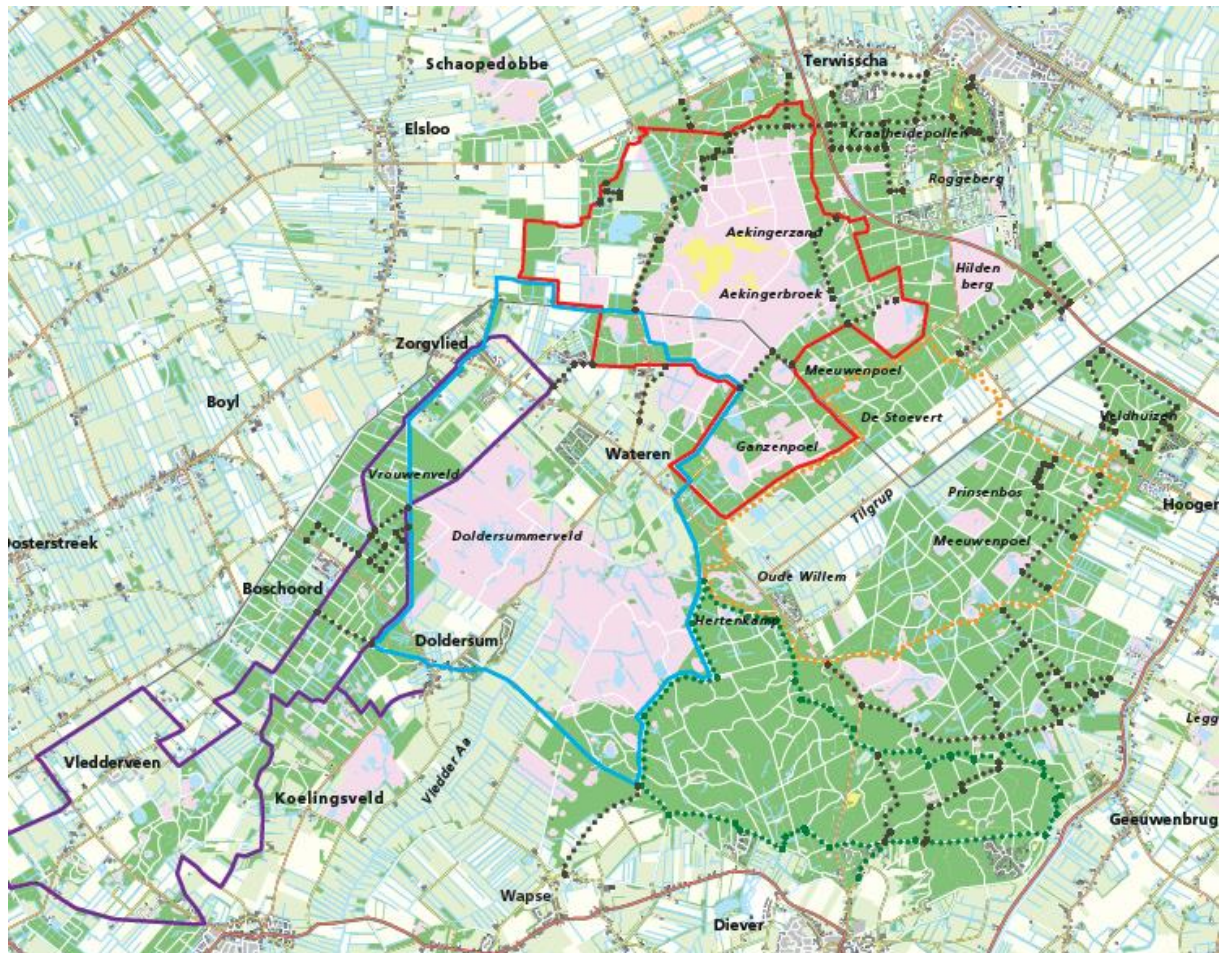 Terwisscha
Schaopedobbe
Elsloo
Kraalheidepollen
Roggeberg
Aekingerzand
Hilden
berg
Aekingerbroek
Zorgvlied
Meeuwenpoel
Boyl
De Stoevert
Veldhuizen
Ganzenpoel
Wateren
Vrouwenveld
Prinsenbos
Tilgrup
Hooger
Doldersummerveld
Meeuwenpoel
oosterstreek
Oude Willem
Boschoord
Hertenkamp
Doldersum
Legg
Vledderveen
Vledder Aa
Koelingsveld
Geeuwenbrug
Wapse
Diever